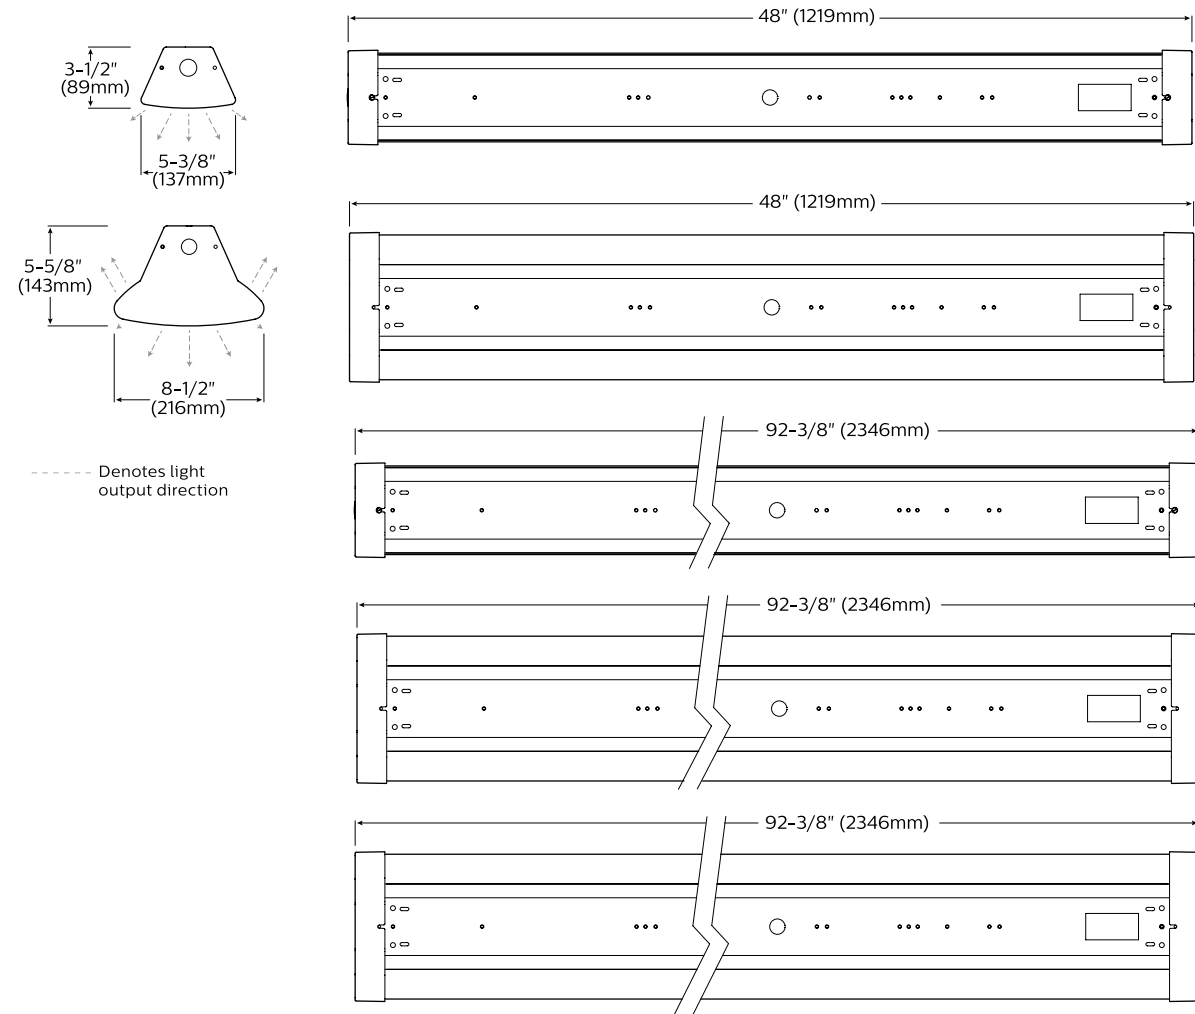 48" (1219mm)
3-1/2"
(89mm)
5-3/8"
(137mm)
48" (1219mm)
5-5/8"
(143mm)
8-1/2"
(216mm)
92-3/8" (2346mm)
Denotes light
output direction
92-3/8" (2346mm)
92-3/8" (2346mm)